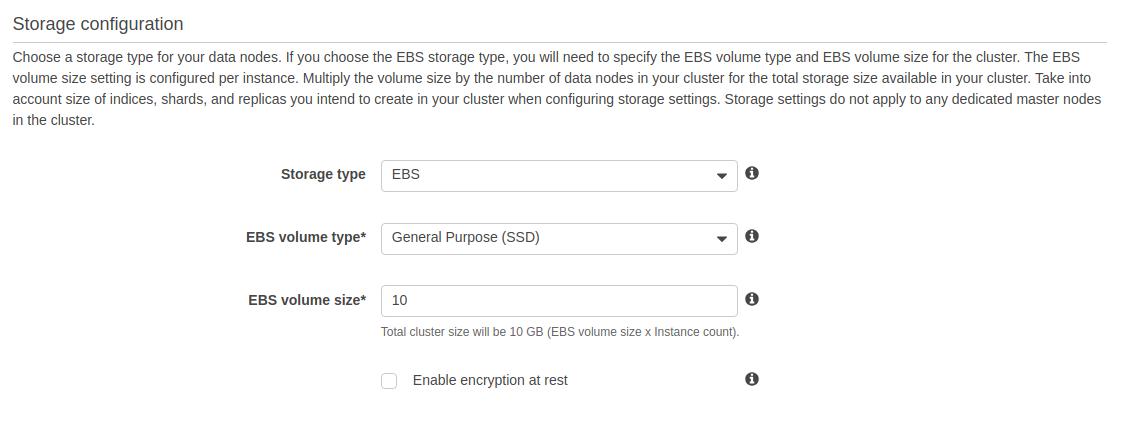 Storage configuration
Choose a storage type for your data nodes. If you choose the EBS storage type, you will need to specify the EBS volume type and EBS volume size for the cluster. The EBS
volume size setting is configured per instance. Multiply the volume size by the number of data nodes in your cluster for the total storage size available in your cluster. Take into
account size of indices, shards, and replicas you intend to create in your cluster when configuring storage settings. Storage settings do not apply to any dedicated master nodes
in the cluster.
Storage type EBS
EBS volume type* General Purpose (SSD)
EBS volume size* 10
Total cluster size will be 10 GB (EBS volume size x Instance count).
Enable encryption at rest